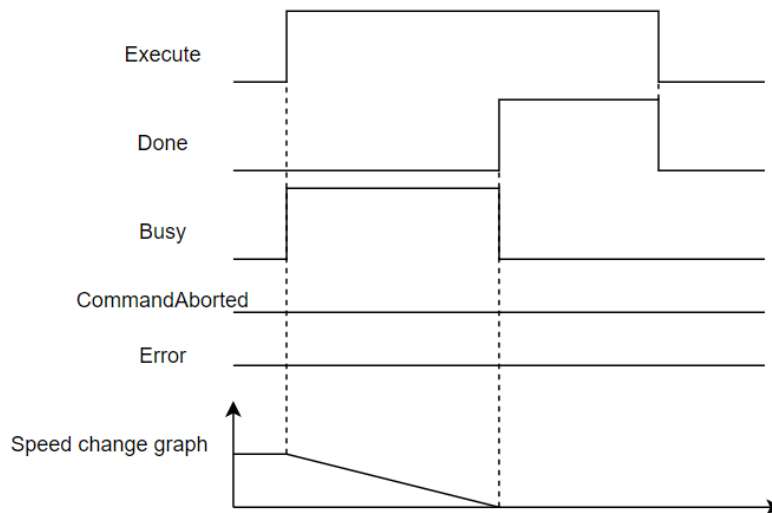 Execute
Done
Busy
CommandAborted
Error
Speed change graph